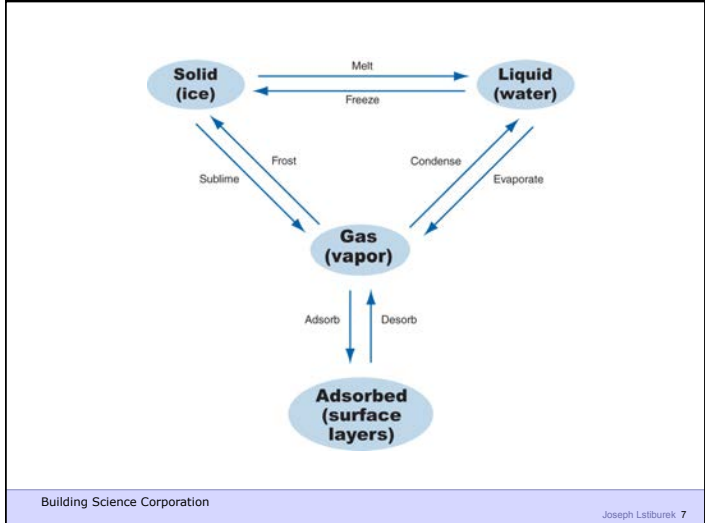 Melt
Solid
(ice)
Liquid
(water)
Freeze
Frost
Condense
Sublime
Evaporate
Gas
(vapor)
Adsorb
Desorb
Adsorbed
(surface
layers)
Building Science Corporation
Joseph Lstiburek 7